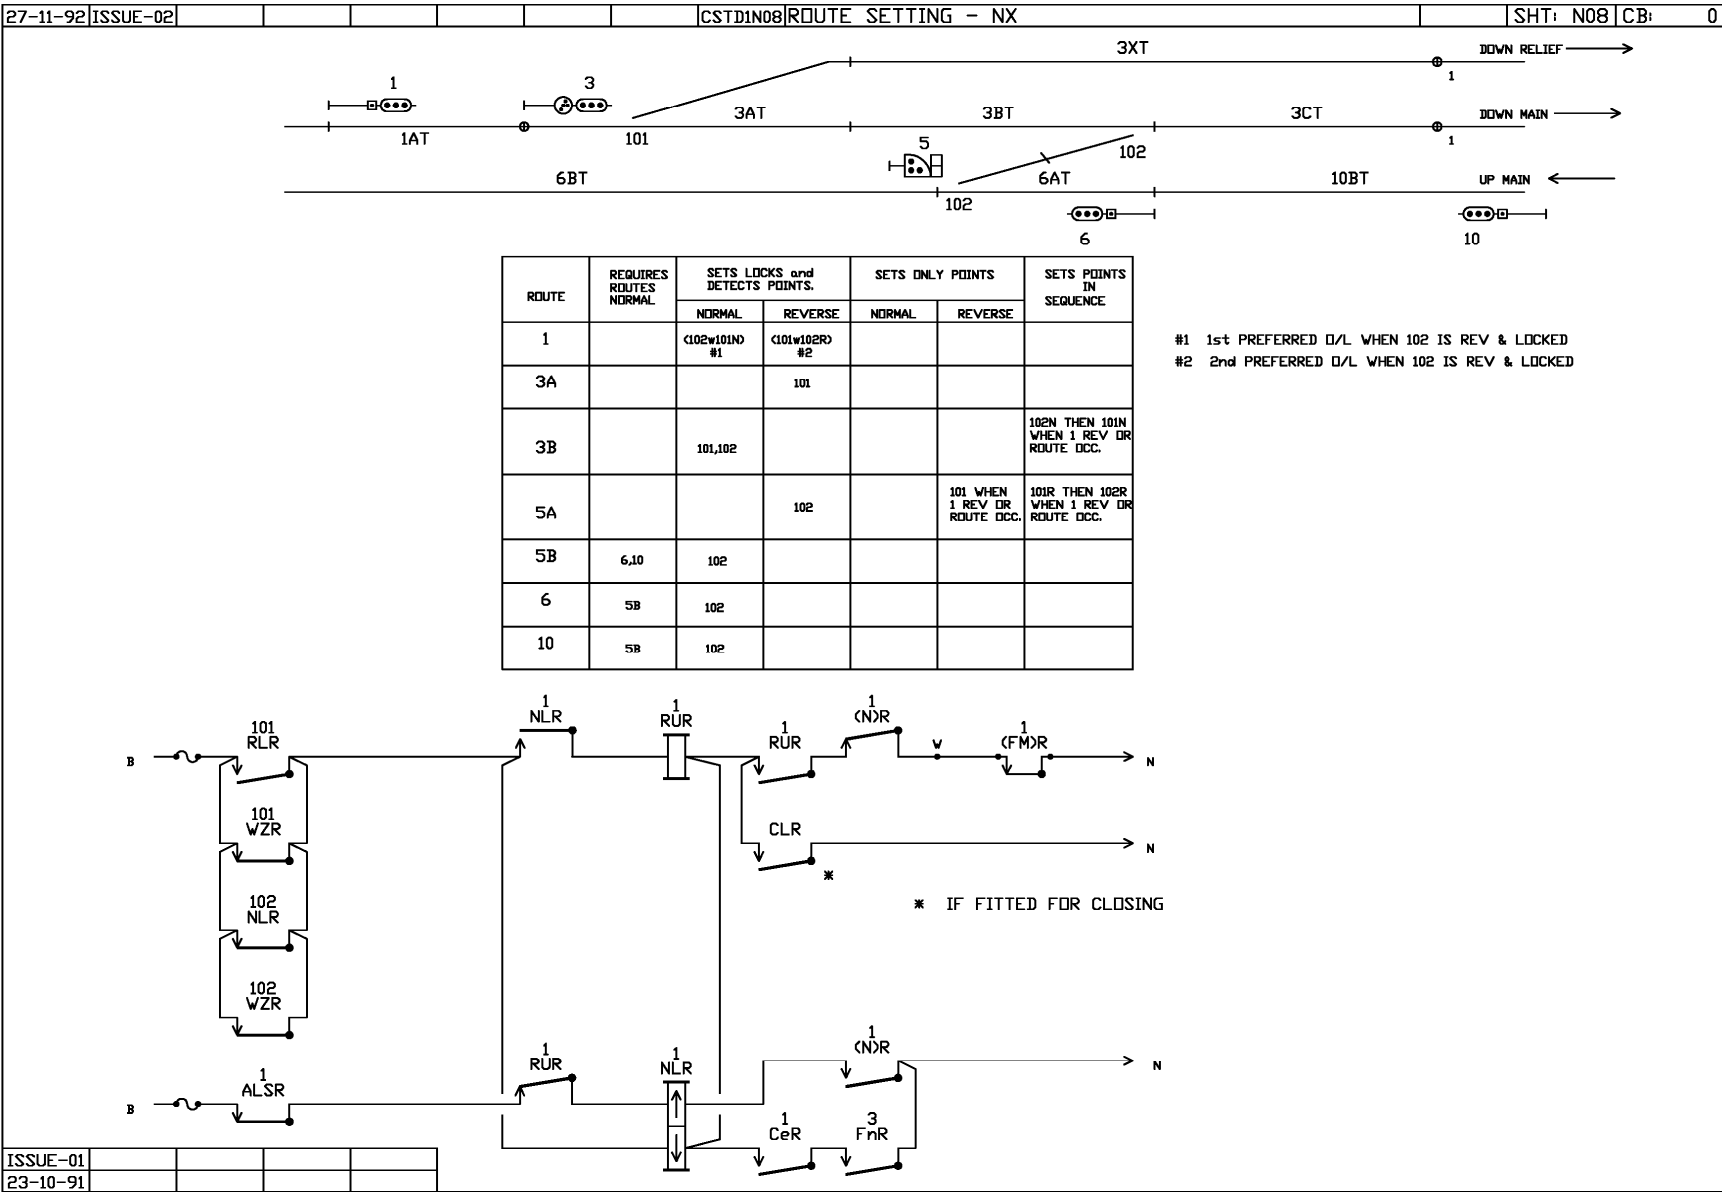 27-11-92 ISSUE-02 CSTD1N08 ROUTE SETTING - NX SHT: N08 CB: 0
3XT DOWN RELIEF
1
1 3
3AT 3BT 3CT DOWN MAIN
1AT 101 1
5 102
6BT 6AT 10BT UP MAIN
102
6 10
ROUTE
REQUIRES
ROUTES
NORMAL
SETS LOCKS and
DETECTS POINTS.
SETS ONLY POINTS
SETS POINTS
IN
SEQUENCE
NORMAL REVERSE NORMAL REVERSE
1 (102w101N) (101w102R)
#1 #2
#1 1st PREFERRED O/L WHEN 102 IS REV & LOCKED
#2 2nd PREFERRED O/L WHEN 102 IS REV & LOCKED
3A 101
3B 101,102
102N THEN 101N
WHEN 1 REV OR
ROUTE OCC.
5A 102
101 WHEN
1 REV OR
ROUTE OCC.
101R THEN 102R
WHEN 1 REV OR
ROUTE OCC.
5B 6,10 102
6 5B 102
10 5B 102
1
NLR
1
RUR
1
(N)R
101
RLR
1
RUR
1
(FM)R
W
B N
101
WZR
CLR
N
*
102
NLR
* IF FITTED FOR CLOSING
102
WZR
1
RUR
1
NLR
1
(N)R
N
1
ALSR
B
1
CeR
3
FnR
ISSUE-01
23-10-91